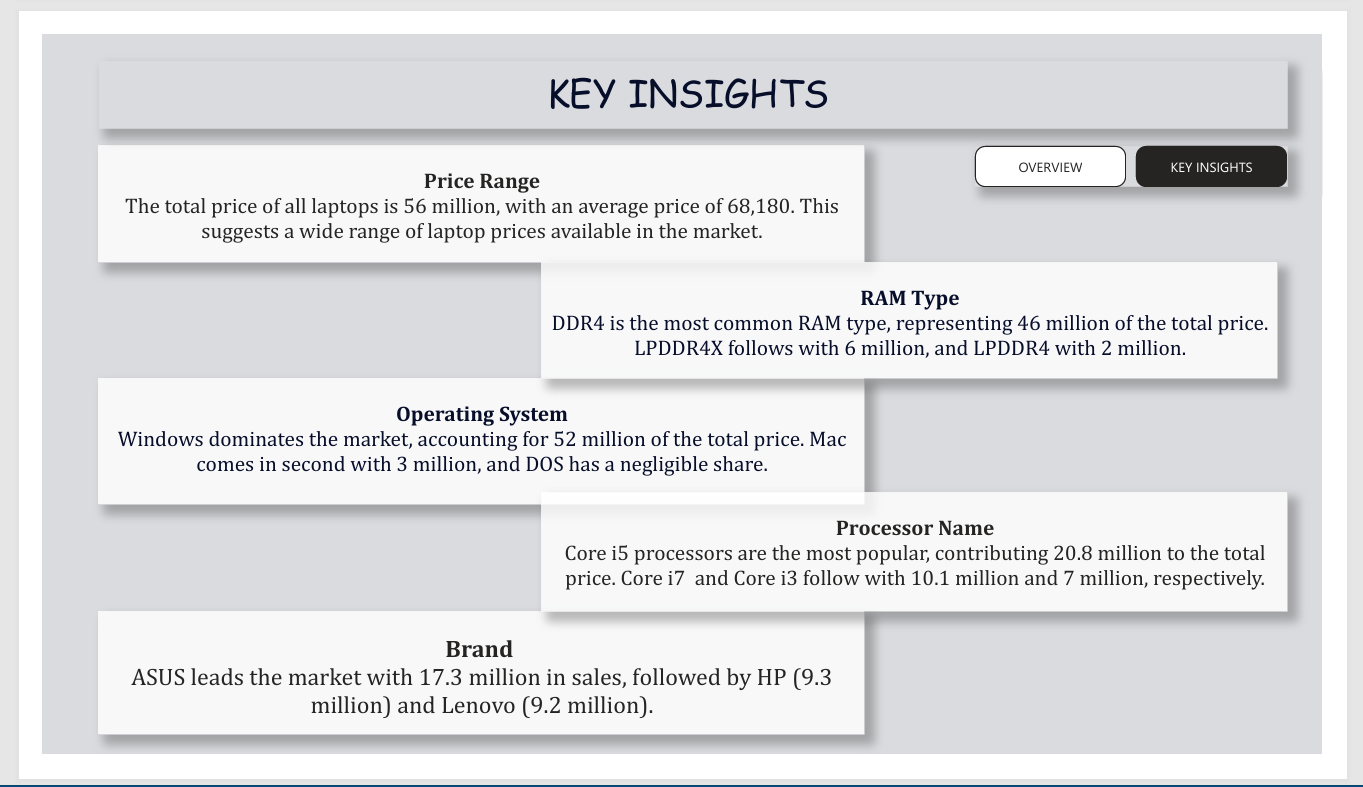 KEY INSIGHTS
OVERVIEW
KEY INSIGHTS
Price Range
The total price of all laptops is 56 million, with an average price of 68,180. This
suggests a wide range of laptop prices available in the market.
RAM Type
DDR4 is the most common RAM type, representing 46 million of the total price.
LPDDR4X follows with 6 million, and LPDDR4 with 2 million.
Operating System
Windows dominates the market, accounting for 52 million of the total price. Mac
comes in second with 3 million, and DOS has a negligible share.
Processor Name
Core i5 processors are the most popular, contributing 20.8 million to the total
price. Core i7  and Core i3 follow with 10.1 million and 7 million, respectively.
Brand
ASUS leads the market with 17.3 million in sales, followed by HP (9.3
million) and Lenovo (9.2 million).